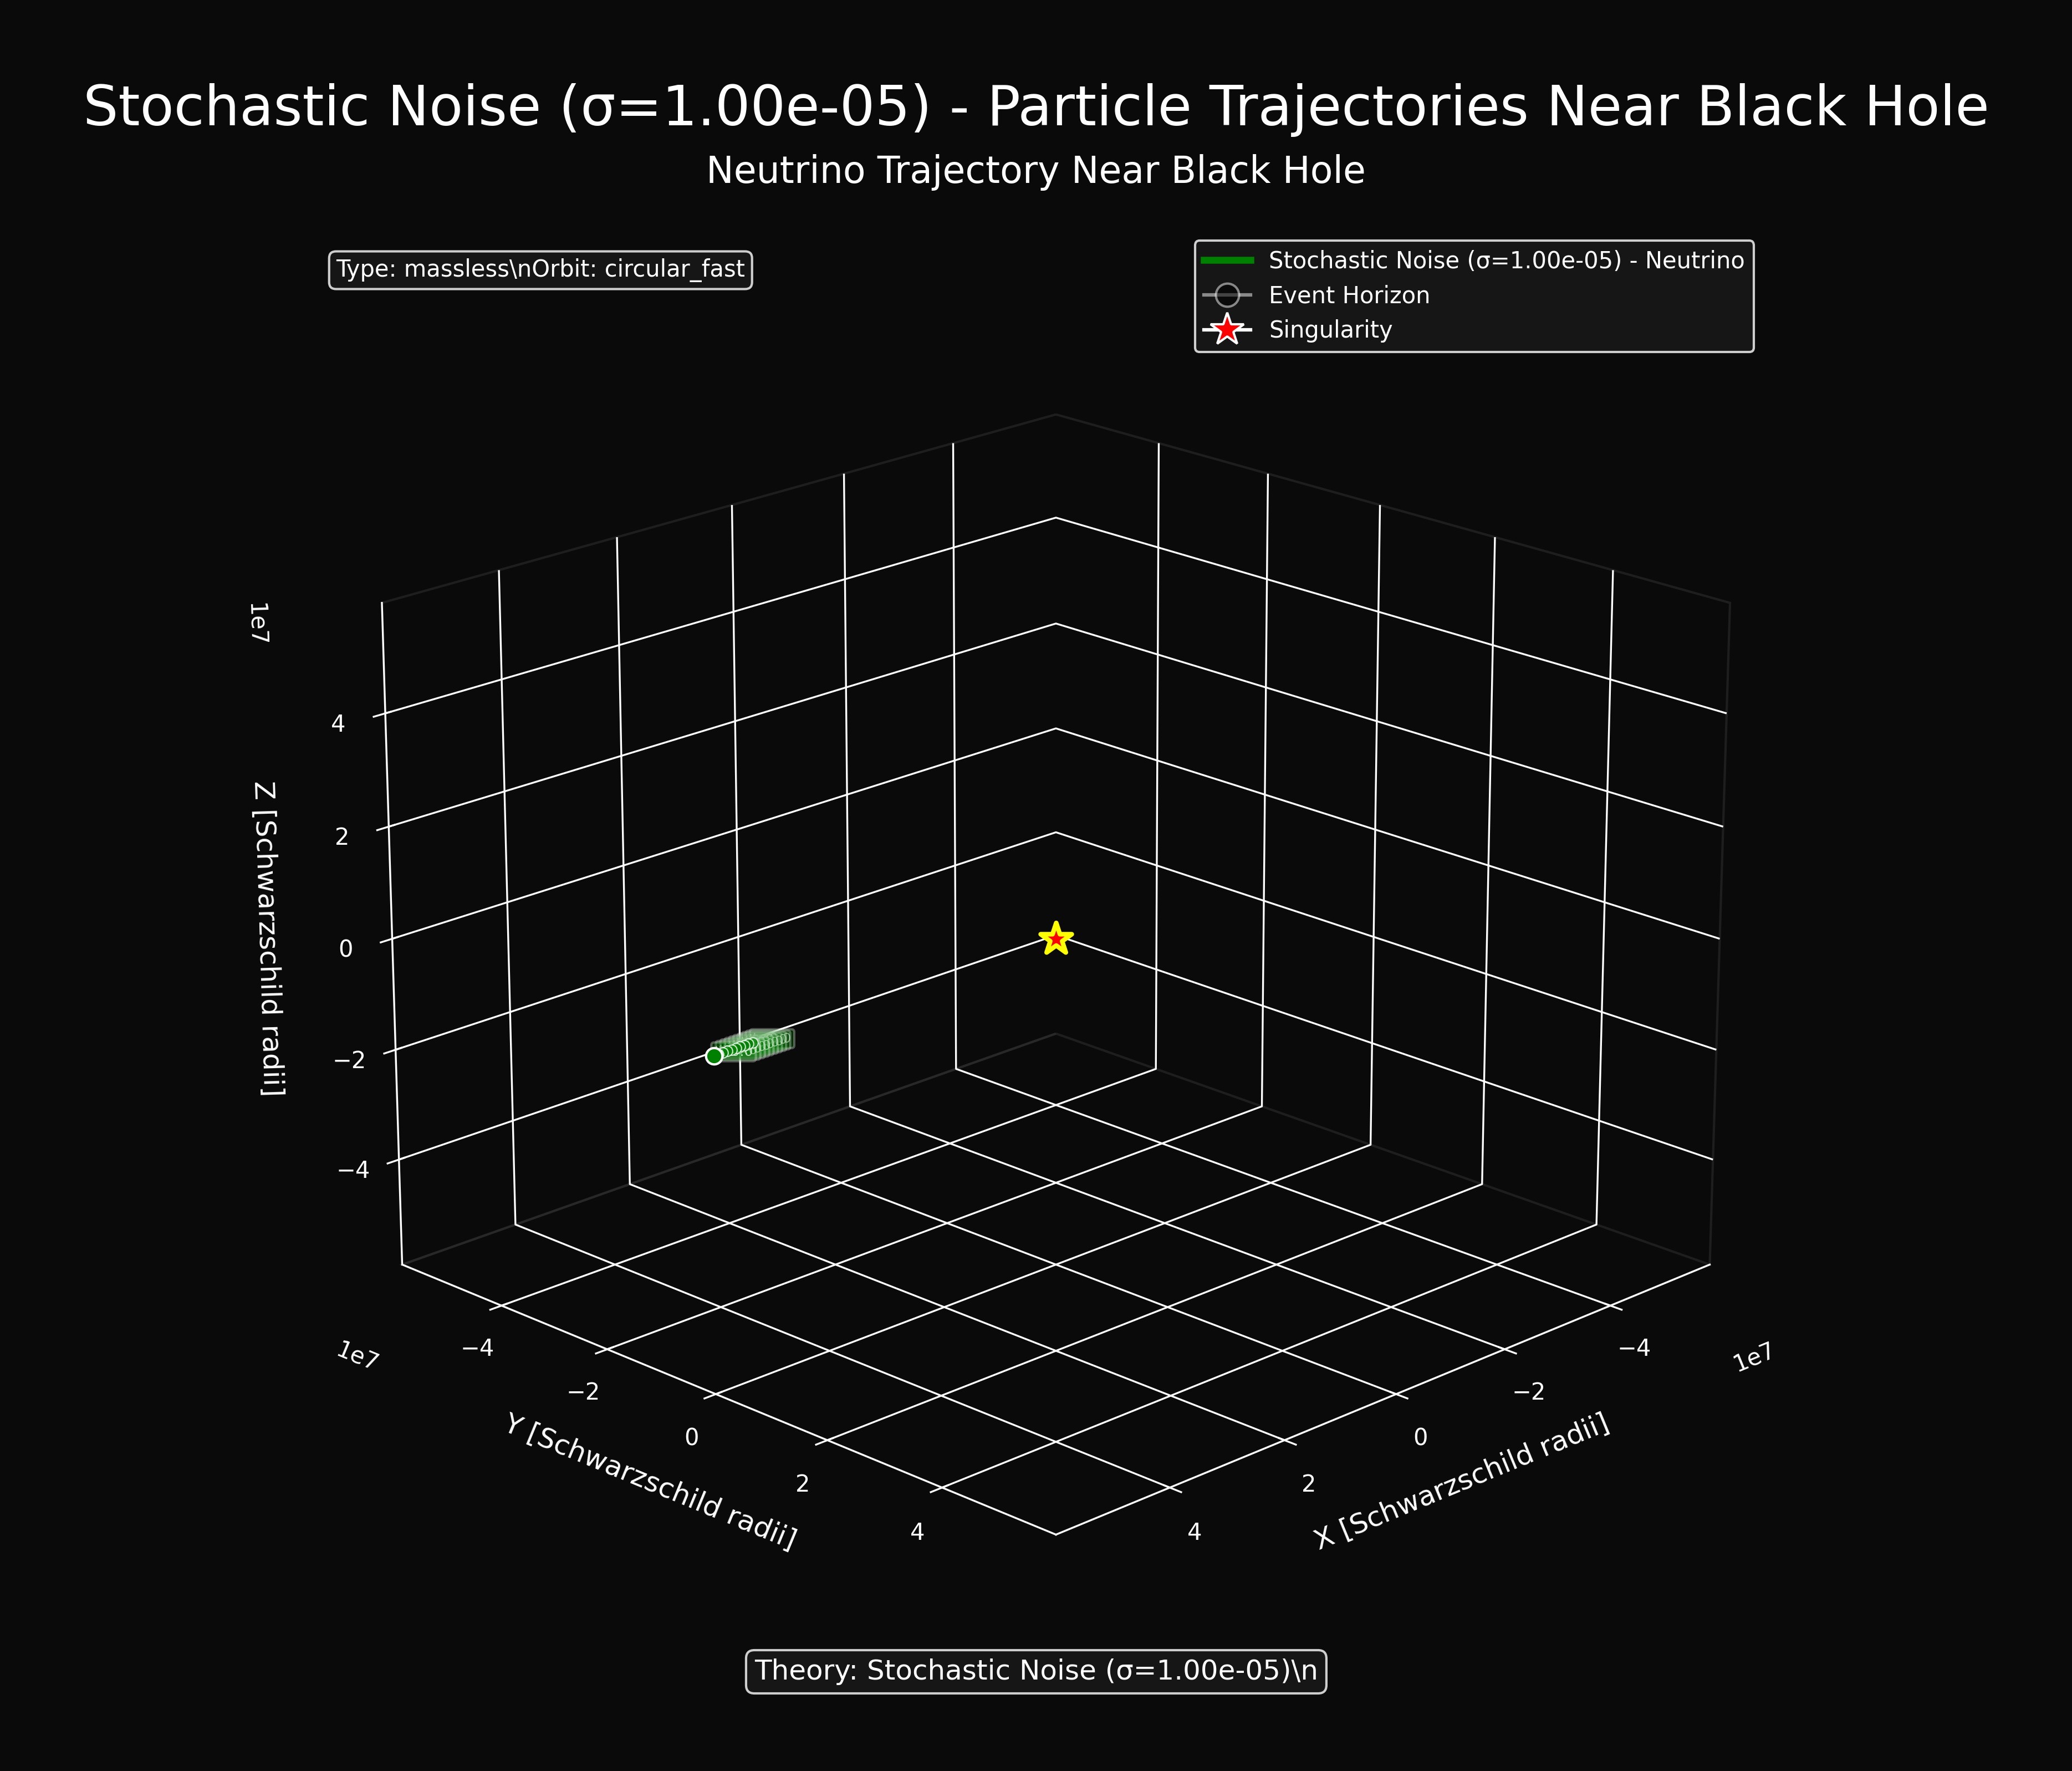 Stochastic Noise (σ=1.00e-05) - Particle Trajectories Near Black Hole
Neutrino Trajectory Near Black Hole
Type: massless\nOrbit: circular_fast
Stochastic Noise (σ=1.00e-05) - Neutrino
Event Horizon
Singularity
1e7
4
2
0
−2
−4
Z [Schwarzschild radii]
1e7
−4
−2
0
2
4
Y [Schwarzschild radii]
1e7
−4
−2
0
2
4
X [Schwarzschild radii]
Theory: Stochastic Noise (σ=1.00e-05)\n